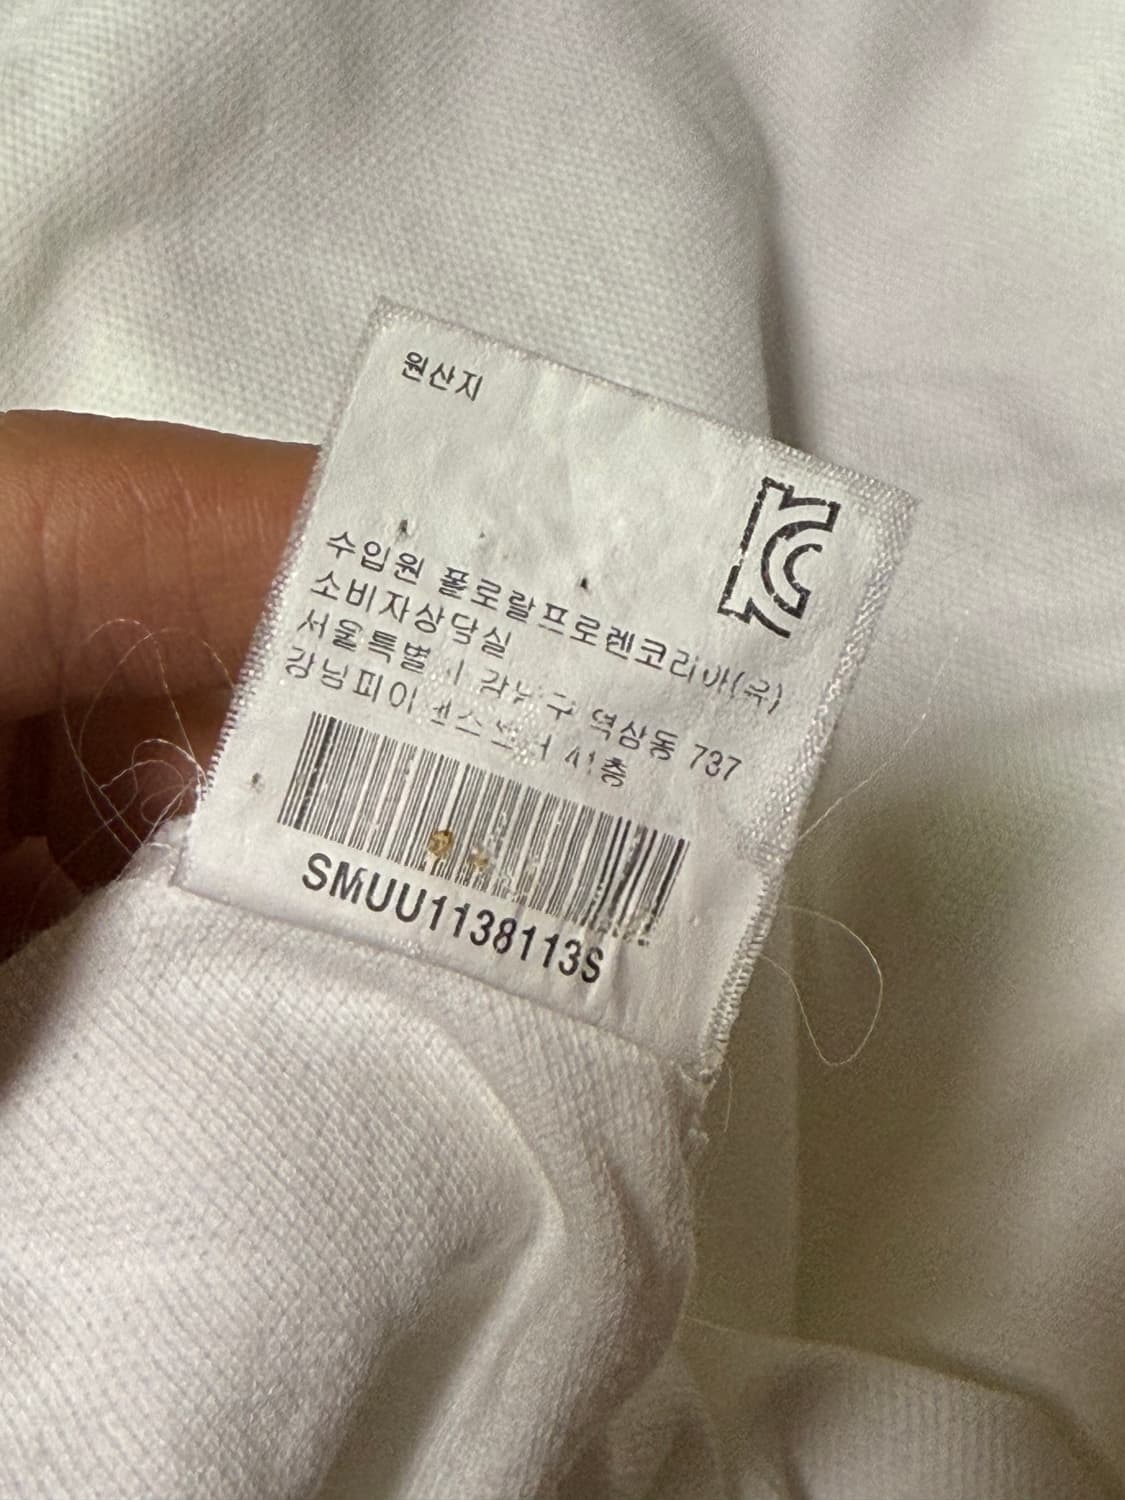 원산지
수입원 폴로랄프로렌코리아(유)
소비자상담실
서울특별시 강남구 역삼동 737
강남파이낸스센터 층
SMUU1138113S